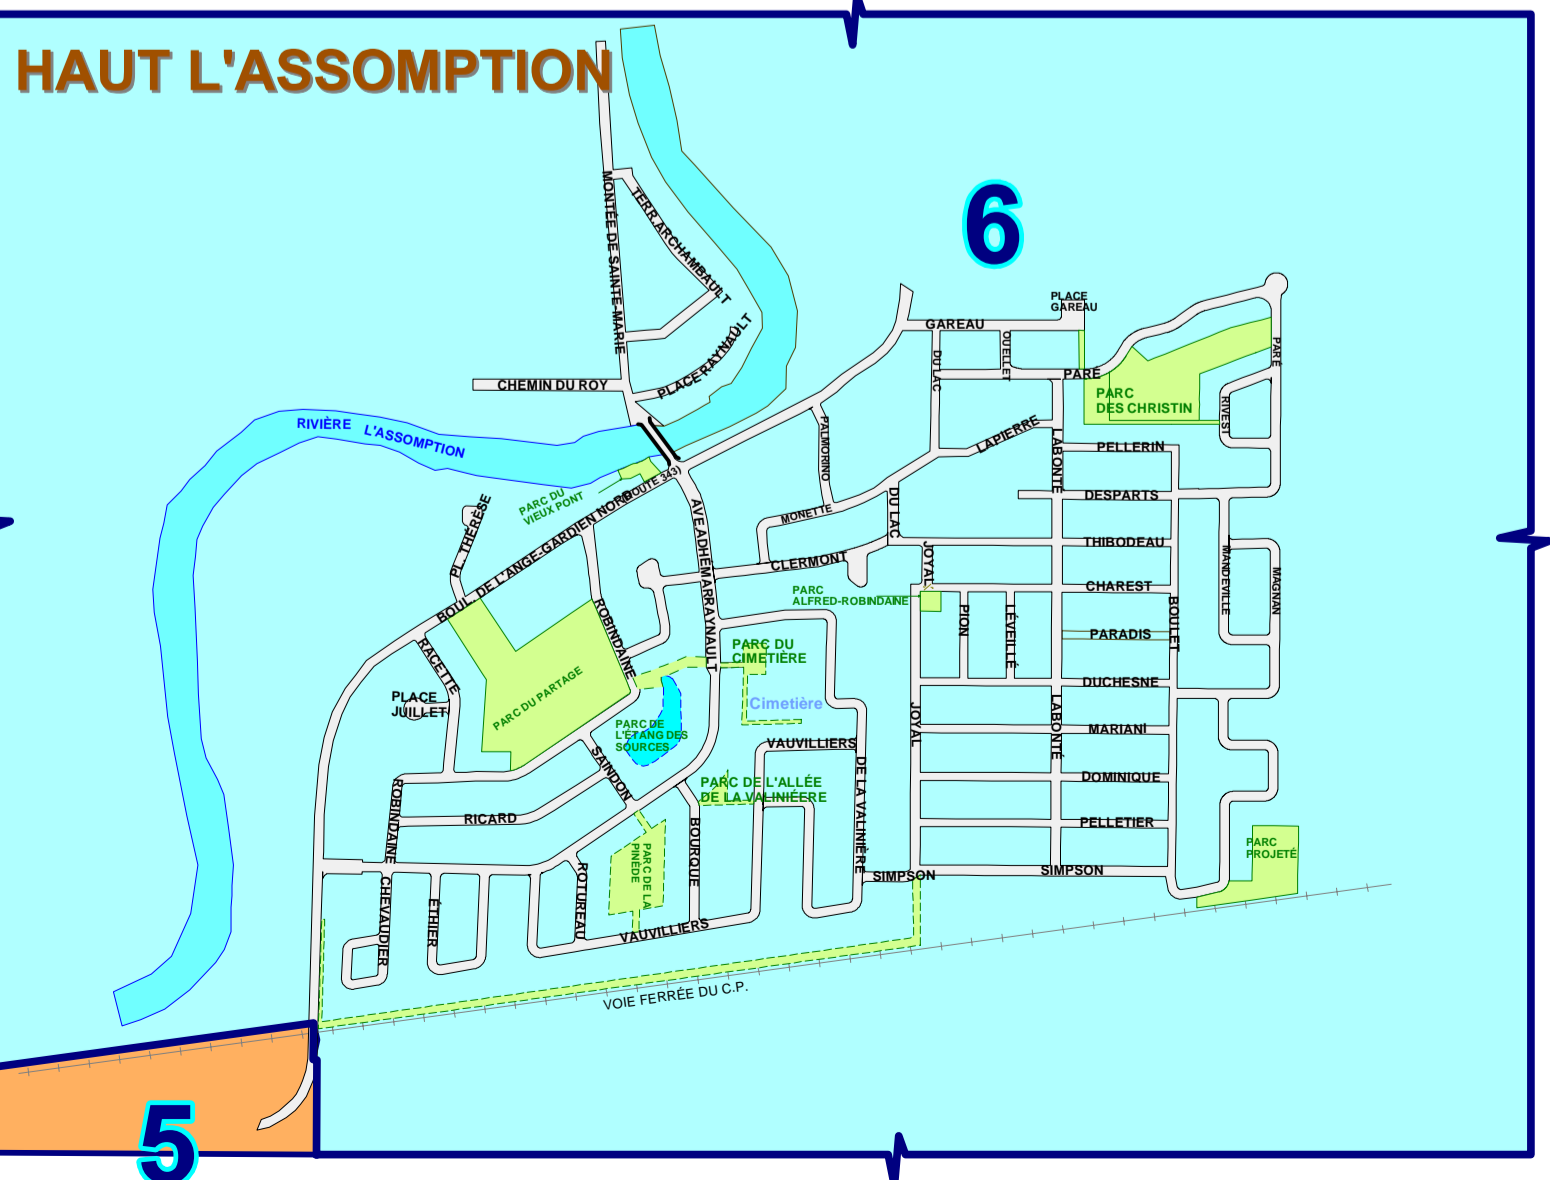 HAUT L'ASSOMPTION
6
MONTÉE DE SAINTE-MARIE
TERR.ARCHAMBAULT
PLACE RAYNAULT
CHEMIN DU ROY
PLACE
GAREAU
GAREAU
OUELLET
DU LAC
PARÉ
PARÉ
PARC
DES CHRISTIN
RIVEST
RIVIÈRE L'ASSOMPTION
PALMORINO
LAPIERRE
LABONTÉ
PELLERIN
DESPARTS
PARC DU
VIEUX PONT
(ROUTE 343)
BOUL. DE L'ANGE-GARDIEN NORD
PL. THÉRÈSE
AVE ADHÉMARRAYNAULT
MONETTE
DU LAC
CLERMONT
THIBODEAU
JOYAL
CHAREST
MANDEVILLE
MAGNAN
PARC
ALFRED-ROBINDAINE
PION
LÉVEILLÉ
PARADIS
BOULET
ROBINDAINE
RACETTE
PARC DU
CIMETIÈRE
DUCHESNE
PLACE
JUILLET
PARC DU PARTAGE
Cimetière
JOYAL
LABONTÉ
MARIANÍ
PARC DE
L'ÉTANG DES
SOURCES
SAINDON
VAUVILLIERS
DE LA VALINIÈRE
DOMINIQUE
PARC DE L'ALLÉE
DE LA VALINIÉERE
ROBINDAINE
RICARD
BOURQUE
PELLETIER
PARC
PROJETÉ
PARC DE LA
PINÈDE
ROTUREAU
SIMPSON
SIMPSON
CHEVAUDIER
ÉTHIER
VAUVILLIERS
VOIE FERRÉE DU C.P.
5